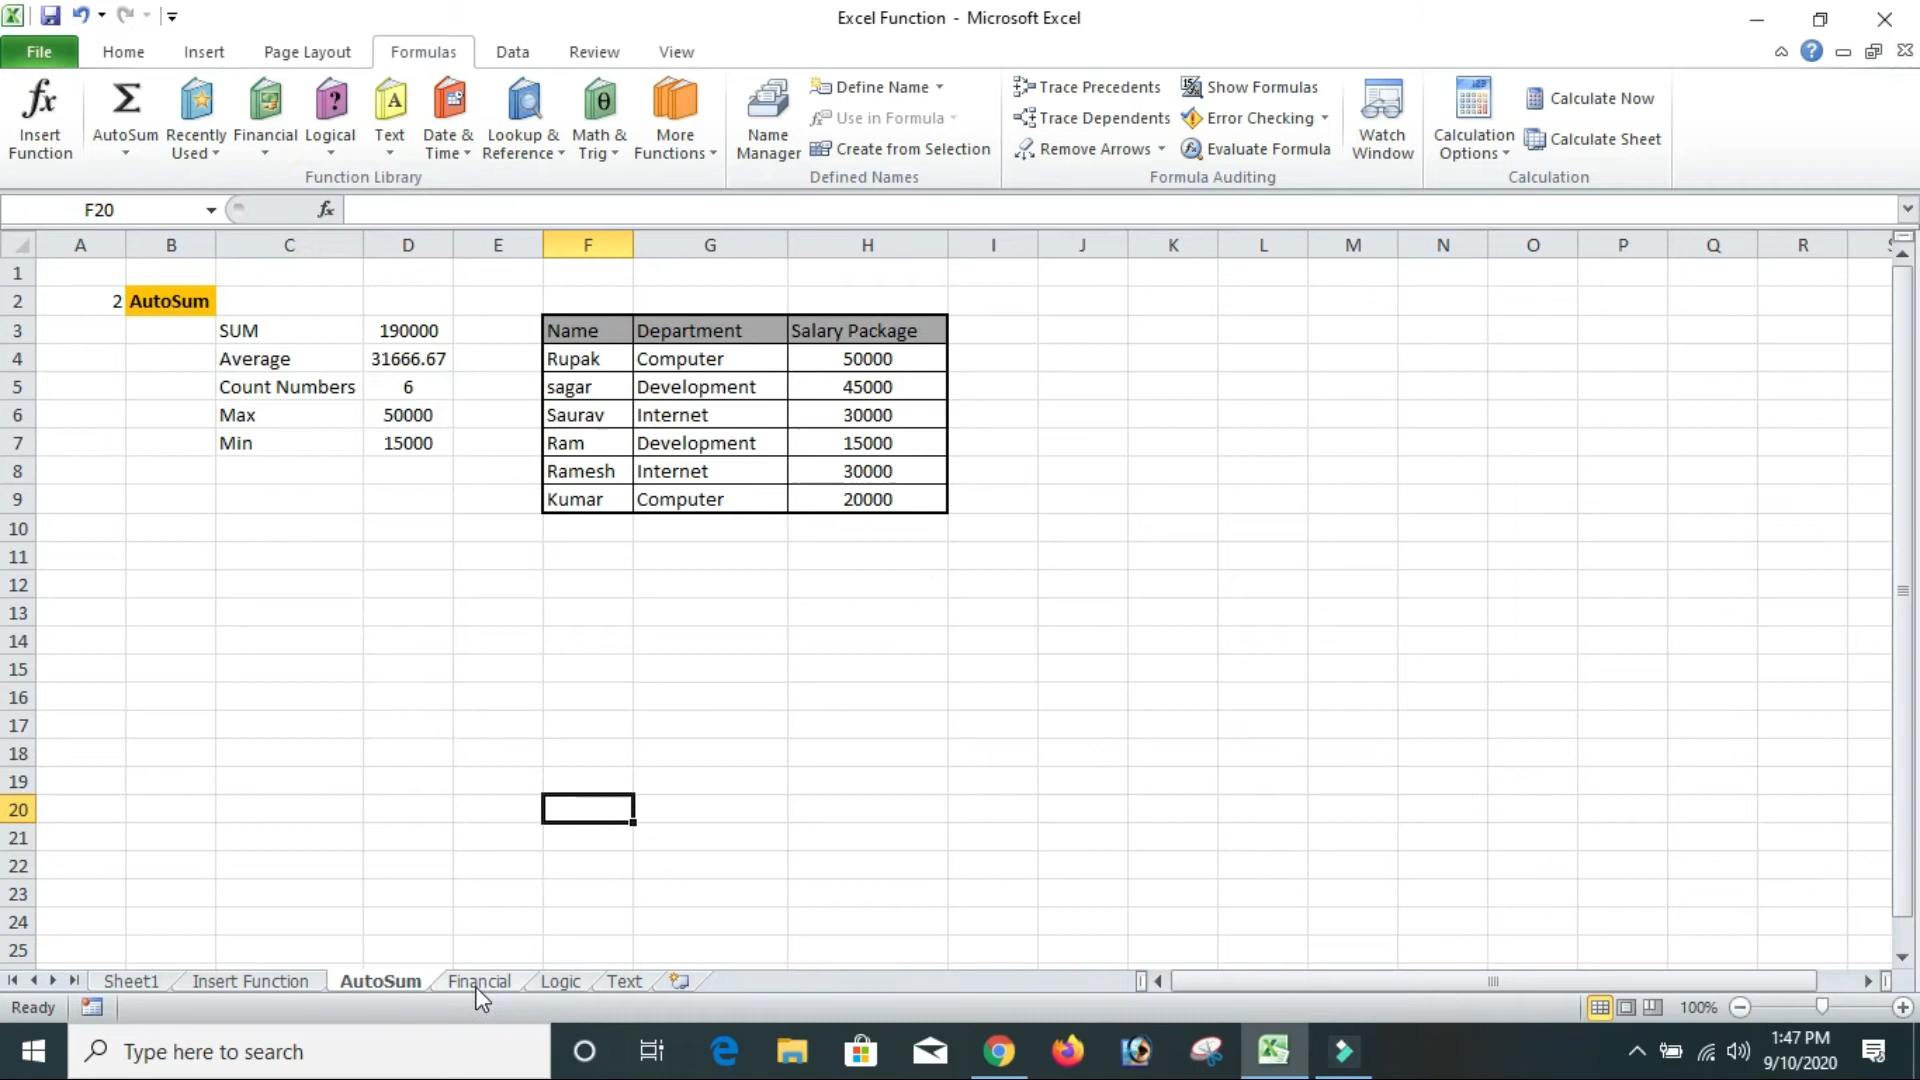 Excel Function - Microsoft Excel
File Home Insert Page Layout Formulas Data Review View
Insert Function
AutoSum
Recently Used
Financial
Logical
Text
Date & Time
Lookup & Reference
Math & Trig
More Functions
Function Library
Name Manager
Define Name
Use in Formula
Create from Selection
Defined Names
Trace Precedents
Trace Dependents
Remove Arrows
Show Formulas
Error Checking
Evaluate Formula
Formula Auditing
Watch Window
Calculation Options
Calculate Now
Calculate Sheet
Calculation
F20 fx
A B C D E F G H I J K L M N O P Q R
1
2 2 AutoSum
3 SUM 190000 Name Department Salary Package
4 Average 31666.67 Rupak Computer 50000
5 Count Numbers 6 sagar Development 45000
6 Max 50000 Saurav Internet 30000
7 Min 15000 Ram Development 15000
8 Ramesh Internet 30000
9 Kumar Computer 20000
10
11
12
13
14
15
16
17
18
19
20
21
22
23
24
25
Sheet1 Insert Function AutoSum Financial Logic Text
Ready 100%
Type here to search
1:47 PM
9/10/2020